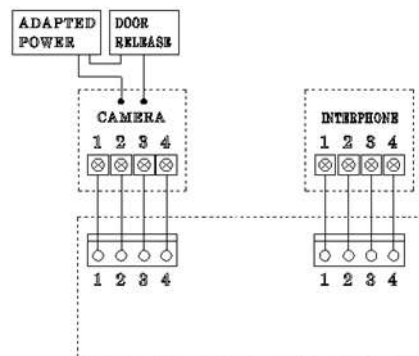 ADAPTED
POWER
DOOR
RELEASE
CAMERA
1 2 3 4
INTERPHONE
1 2 3 4
1 2 3 4
1 2 3 4